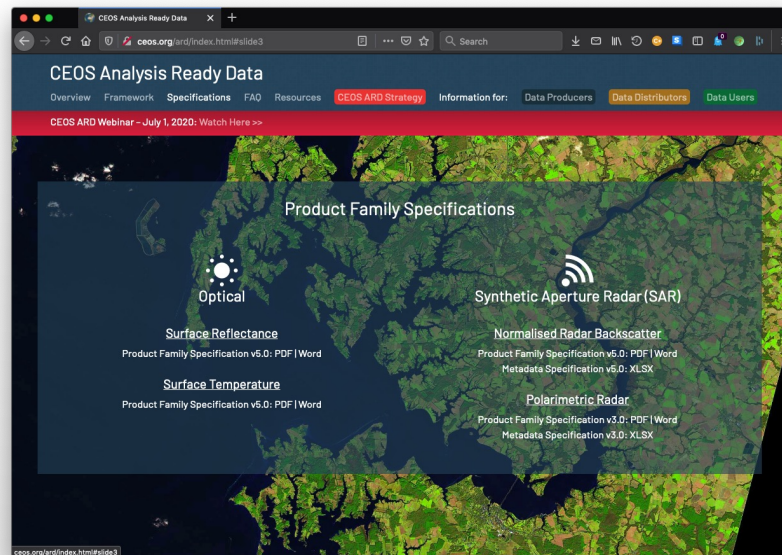 CEOS Analysis Ready Data
ceos.org/ard/index.html#slide3
Search
0
CEOS Analysis Ready Data
Overview Framework Specifications FAQ Resources CEOS ARD Strategy Information for: Data Producers Data Distributors Data Users
CEOS ARD Webinar – July 1, 2020: Watch Here >>
Product Family Specifications
Optical
Surface Reflectance
Product Family Specification v5.0: PDF | Word
Surface Temperature
Product Family Specification v5.0: PDF | Word
Synthetic Aperture Radar (SAR)
Normalised Radar Backscatter
Product Family Specification v5.0: PDF | Word
Metadata Specification v5.0: XLSX
Polarimetric Radar
Product Family Specification v3.0: PDF | Word
Metadata Specification v3.0: XLSX
ceos.org/ard/index.html#slide3